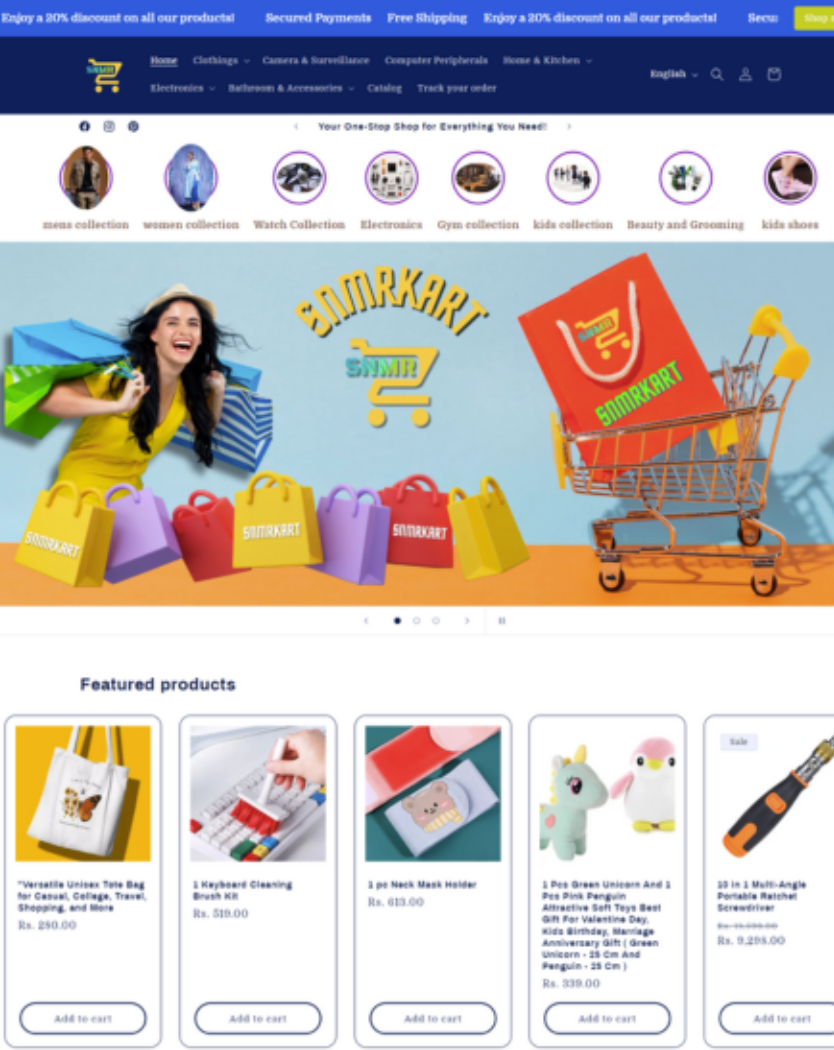 Enjoy a 20% discount on all our products! Secured Payments Free Shipping Enjoy a 20% discount on all our products! Secu
Shop
SNMR
Home Clothings Camera & Surveillance Computer Peripherals Home & Kitchen
Electronics Bathroom & Accessories Catalog Track your order
English
Your One-Stop Shop for Everything You Need!
mens collection women collection Watch Collection Electronics Gym collection kids collection Beauty and Grooming kids shoes
SNMRKART
SNMR
SNMR
SNMRKART
SNMRKART
SNMRKART
SNMRKART
Featured products
Sale
"Versatile Unisex Tote Bag
for Casual, College, Travel,
Shopping, and More
Rs. 280.00
Add to cart
1 Keyboard Cleaning
Brush Kit
Rs. 519.00
Add to cart
1 pc Neck Mask Holder
Rs. 613.00
Add to cart
1 Pcs Green Unicorn And 1
Pcs Pink Penguin
Attractive Soft Toys Best
Gift For Valentine Day,
Kids Birthday, Marriage
Anniversary Gift ( Green
Unicorn - 25 Cm And
Penguin - 25 Cm )
Rs. 339.00
Add to cart
10 in 1 Multi-Angle
Portable Ratchet
Screwdriver
Rs. 9,298.00
Add to cart